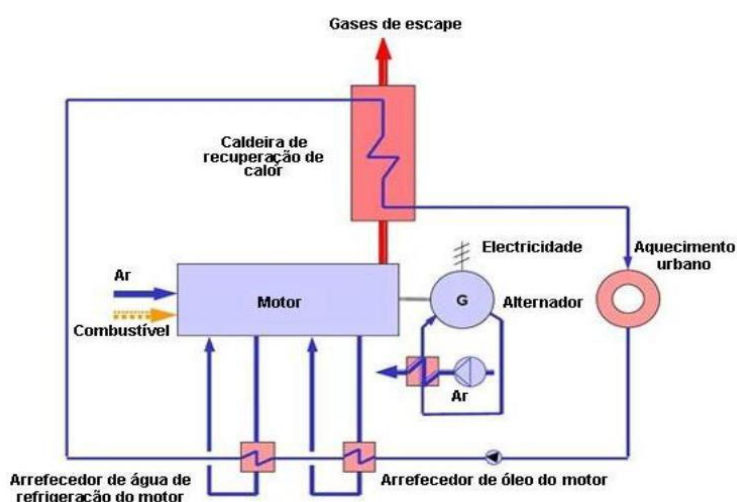 Gases de escape
Caldeira de
recuperação de
calor
Electricidade
Aquecimento
urbano
Ar
Motor
G
Alternador
Combustível
Ar
Arrefecedor de água de
refrigeração do motor
Arrefecedor de óleo do motor